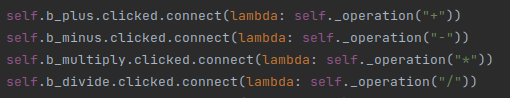 self.b_plus.clicked.connect(lambda: self._operation("+"))
self.b_minus.clicked.connect(lambda: self._operation("-"))
self.b_multiply.clicked.connect(lambda: self._operation("*"))
self.b_divide.clicked.connect(lambda: self._operation("/"))